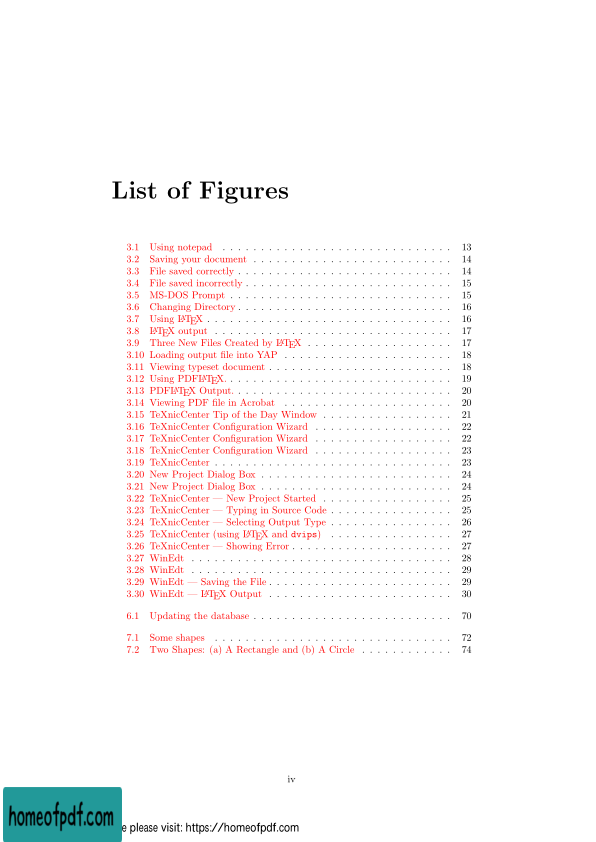 List of Figures
3.1 Using notepad . . . . . . . . . . . . . . . . . . . . . . . . . . . . . . 13
3.2 Saving your document . . . . . . . . . . . . . . . . . . . . . . . . . . 14
3.3 File saved correctly . . . . . . . . . . . . . . . . . . . . . . . . . . . . 14
3.4 File saved incorrectly . . . . . . . . . . . . . . . . . . . . . . . . . . . 15
3.5 MS-DOS Prompt . . . . . . . . . . . . . . . . . . . . . . . . . . . . . 15
3.6 Changing Directory . . . . . . . . . . . . . . . . . . . . . . . . . . . . 16
3.7 Using LATEX . . . . . . . . . . . . . . . . . . . . . . . . . . . . . . . . 16
3.8 LATEX output . . . . . . . . . . . . . . . . . . . . . . . . . . . . . . . 17
3.9 Three New Files Created by LATEX . . . . . . . . . . . . . . . . . . . 17
3.10 Loading output file into YAP . . . . . . . . . . . . . . . . . . . . . . 18
3.11 Viewing typeset document . . . . . . . . . . . . . . . . . . . . . . . . 18
3.12 Using PDFLATEX . . . . . . . . . . . . . . . . . . . . . . . . . . . . . 19
3.13 PDFLATEX Output . . . . . . . . . . . . . . . . . . . . . . . . . . . . 20
3.14 Viewing PDF file in Acrobat . . . . . . . . . . . . . . . . . . . . . . 20
3.15 TeXnicCenter Tip of the Day Window . . . . . . . . . . . . . . . . . 21
3.16 TeXnicCenter Configuration Wizard . . . . . . . . . . . . . . . . . . 22
3.17 TeXnicCenter Configuration Wizard . . . . . . . . . . . . . . . . . . 22
3.18 TeXnicCenter Configuration Wizard . . . . . . . . . . . . . . . . . . 23
3.19 TeXnicCenter . . . . . . . . . . . . . . . . . . . . . . . . . . . . . . . 23
3.20 New Project Dialog Box . . . . . . . . . . . . . . . . . . . . . . . . . 24
3.21 New Project Dialog Box . . . . . . . . . . . . . . . . . . . . . . . . . 24
3.22 TeXnicCenter — New Project Started . . . . . . . . . . . . . . . . . 25
3.23 TeXnicCenter — Typing in Source Code . . . . . . . . . . . . . . . . 25
3.24 TeXnicCenter — Selecting Output Type . . . . . . . . . . . . . . . . 26
3.25 TeXnicCenter (using LATEX and dvips) . . . . . . . . . . . . . . . . . 27
3.26 TeXnicCenter — Showing Error . . . . . . . . . . . . . . . . . . . . . 27
3.27 WinEdt . . . . . . . . . . . . . . . . . . . . . . . . . . . . . . . . . . 28
3.28 WinEdt . . . . . . . . . . . . . . . . . . . . . . . . . . . . . . . . . . 29
3.29 WinEdt — Saving the File . . . . . . . . . . . . . . . . . . . . . . . . 29
3.30 WinEdt — LATEX Output . . . . . . . . . . . . . . . . . . . . . . . . 30
6.1 Updating the database . . . . . . . . . . . . . . . . . . . . . . . . . . 70
7.1 Some shapes . . . . . . . . . . . . . . . . . . . . . . . . . . . . . . . 72
7.2 Two Shapes: (a) A Rectangle and (b) A Circle . . . . . . . . . . . . 74
iv
homeofpdf.com
e please visit: https://homeofpdf.com